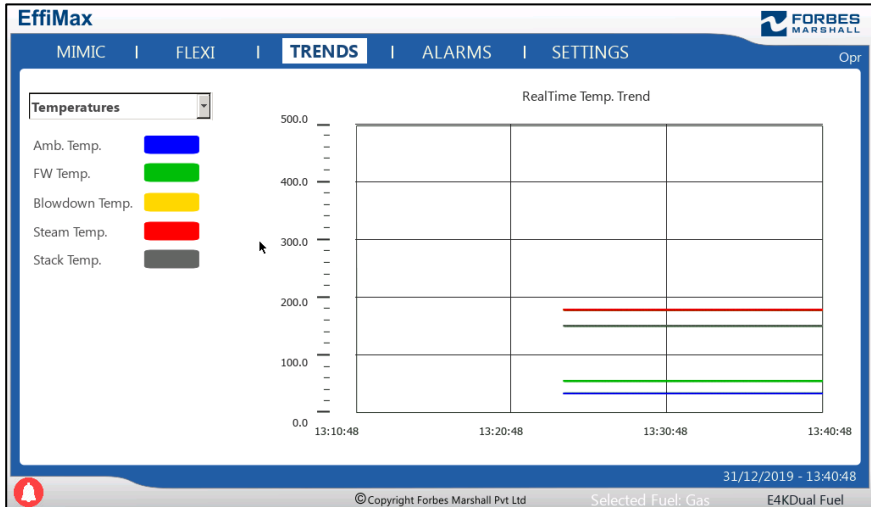 EffiMax
FORBES
MARSHALL
MIMIC | FLEXI | TRENDS | ALARMS | SETTINGS
Opr
Temperatures
Amb. Temp.
FW Temp.
Blowdown Temp.
Steam Temp.
Stack Temp.
RealTime Temp. Trend
500.0
400.0
300.0
200.0
100.0
0.0
13:10:48 13:20:48 13:30:48 13:40:48
31/12/2019 - 13:40:48
©Copyright Forbes Marshall Pvt Ltd Selected Fuel: Gas E4KDual Fuel